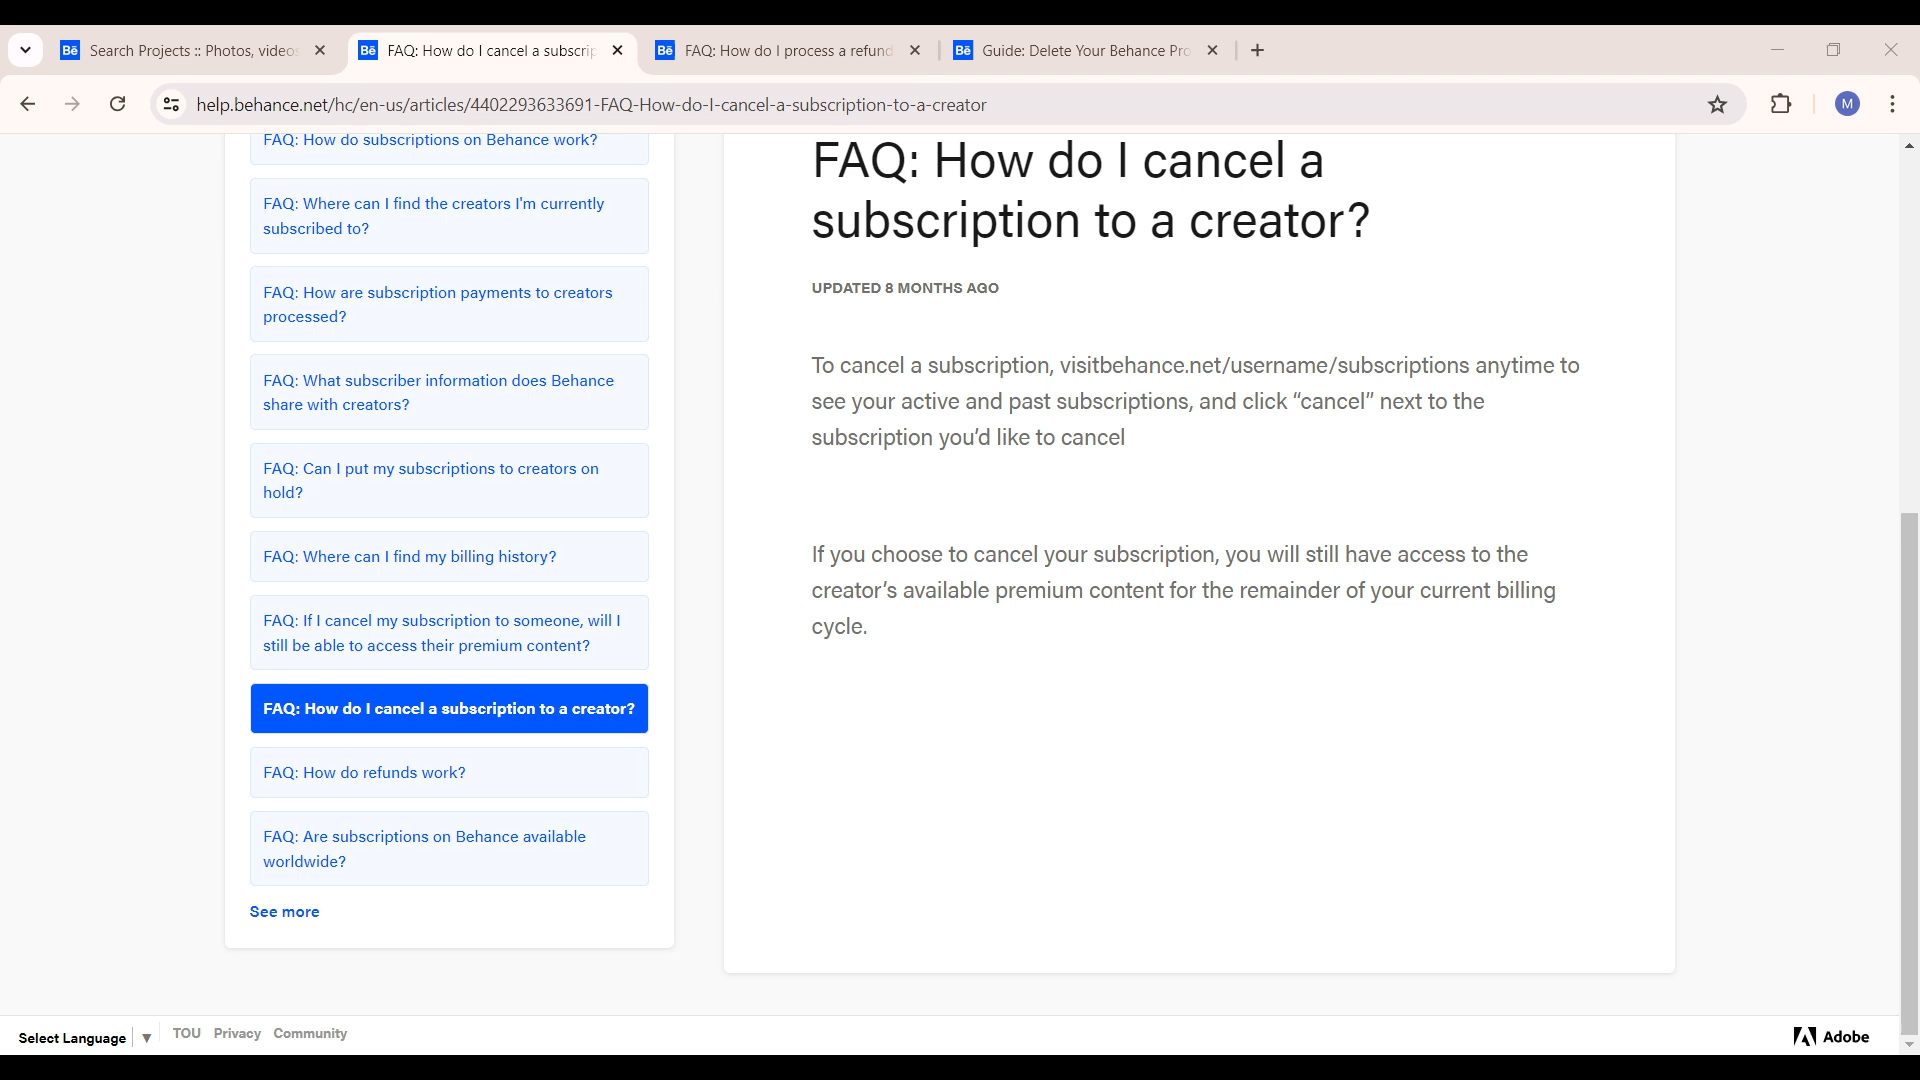 Bē Search Projects :: Photos, videos
Bē FAQ: How do I cancel a subscrip
Bē FAQ: How do I process a refund
Bē Guide: Delete Your Behance Pro
help.behance.net/hc/en-us/articles/4402293633691-FAQ-How-do-I-cancel-a-subscription-to-a-creator
M
FAQ: How do subscriptions on Behance work?
FAQ: Where can I find the creators I'm currently
subscribed to?
FAQ: How are subscription payments to creators
processed?
FAQ: What subscriber information does Behance
share with creators?
FAQ: Can I put my subscriptions to creators on
hold?
FAQ: Where can I find my billing history?
FAQ: If I cancel my subscription to someone, will I
still be able to access their premium content?
FAQ: How do I cancel a subscription to a creator?
FAQ: How do refunds work?
FAQ: Are subscriptions on Behance available
worldwide?
See more
FAQ: How do I cancel a
subscription to a creator?
UPDATED 8 MONTHS AGO
To cancel a subscription, visitbehance.net/username/subscriptions anytime to
see your active and past subscriptions, and click “cancel” next to the
subscription you’d like to cancel
If you choose to cancel your subscription, you will still have access to the
creator’s available premium content for the remainder of your current billing
cycle.
Select Language ▼ TOU Privacy Community
Adobe